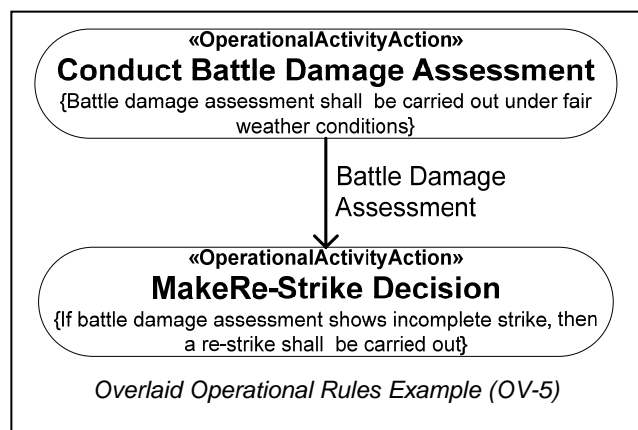 «OperationalActivityAction»
Conduct Battle Damage Assessment
{Battle damage assessment shall be carried out under fair
weather conditions}
Battle Damage
Assessment
«OperationalActivityAction»
MakeRe-Strike Decision
{If battle damage assessment shows incomplete strike, then
a re-strike shall be carried out}
Overlaid Operational Rules Example (OV-5)